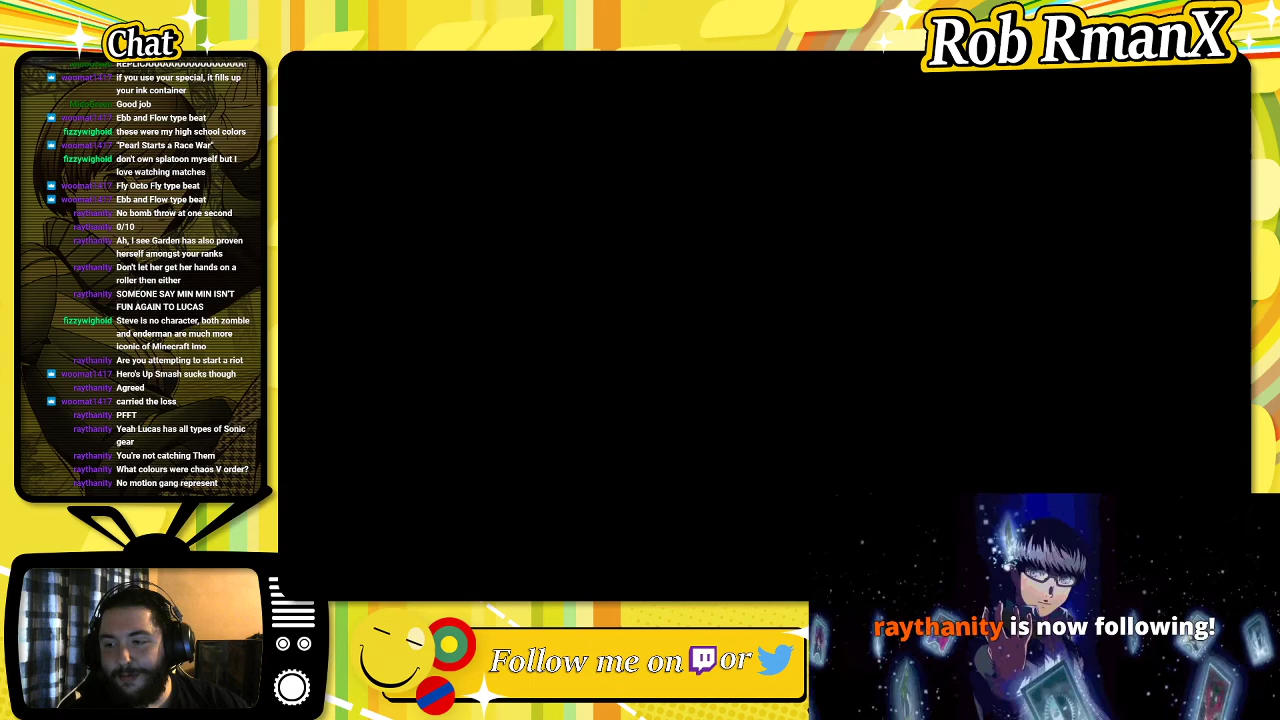 Chat
Rob RmanX
woomat1417 If you use your special, it fills up
your ink container
Good job
woomat1417 Ebb and Flow type beat
fizzywighold these were my high school colors
woomat1417 "Pearl Starts a Race War"
fizzywighold don't own splatoon myself but I
love watching matches
woomat1417 Fly Octo Fly type beat
woomat1417 Ebb and Flow type beat
raythanity No bomb throw at one second
raythanity 0/10
raythanity Ah, I see Garden has also proven
herself amongst your ranks
raythanity Don't let her get her hands on a
roller then either
raythanity SOMEONE SAY MIN MIN ISN'T
FUN AGAIN TO LUCAS
fizzywighold Steve is no character, both zombie
and enderman are much more
iconic of Minecraft imo
raythanity Are you attempting to start a riot
woomat1417 Hero's Up Smash sucks though
raythanity Agreed
woomat1417 carried the loss
raythanity PFFT
raythanity Yeah Lucas has all types of Sonic
gear
raythanity You're not catching Them
raythanity What colours were chaos V order?
raythanity No motion gang represent
raythanity is now following!
Follow me on or